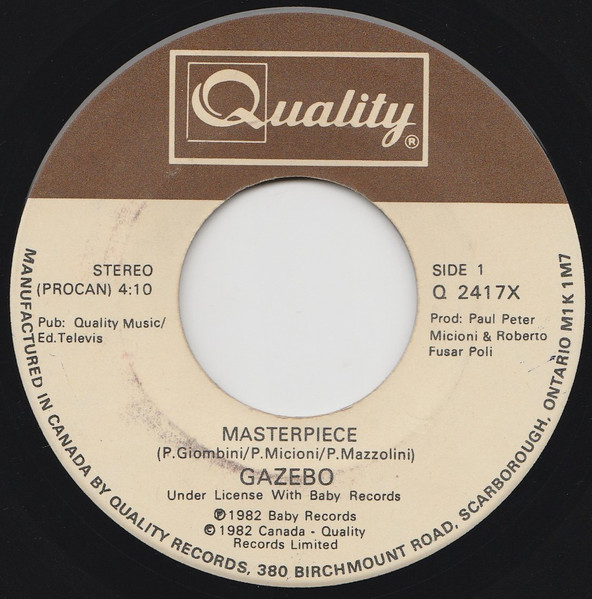 Quality®
STEREO
(PROCAN) 4:10
Pub: Quality Music/
Ed.Televis
SIDE 1
Q 2417X
Prod: Paul Peter
Micioni & Roberto
Fusar Poli
MASTERPIECE
(P.Giombini/P.Micioni/P.Mazzolini)
GAZEBO
Under License With Baby Records
℗1982 Baby Records
©1982 Canada - Quality
Records Limited
MANUFACTURED IN CANADA BY QUALITY RECORDS, 380 BIRCHMOUNT ROAD, SCARBOROUGH, ONTARIO M1K 1M7